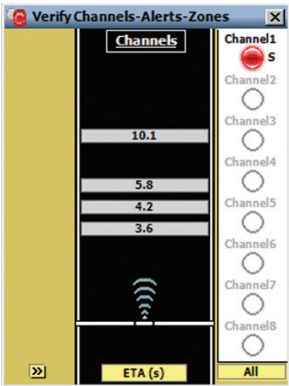 Verify Channels-Alerts-Zones
Channels
10.1
5.8
4.2
3.6
ETA (s)
Channel1
S
Channel2
Channel3
Channel4
Channel5
Channel6
Channel7
Channel8
All